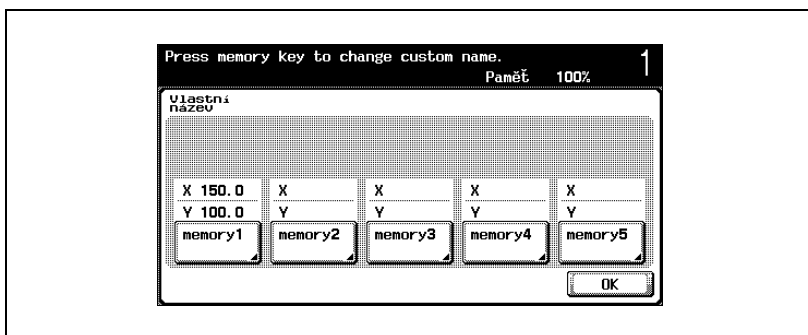 Press memory key to change custom name.
Paměť 100% 1
Vlastní
název
X 150.0 X X X X
Y 100.0 Y Y Y Y
memory1 memory2 memory3 memory4 memory5
OK